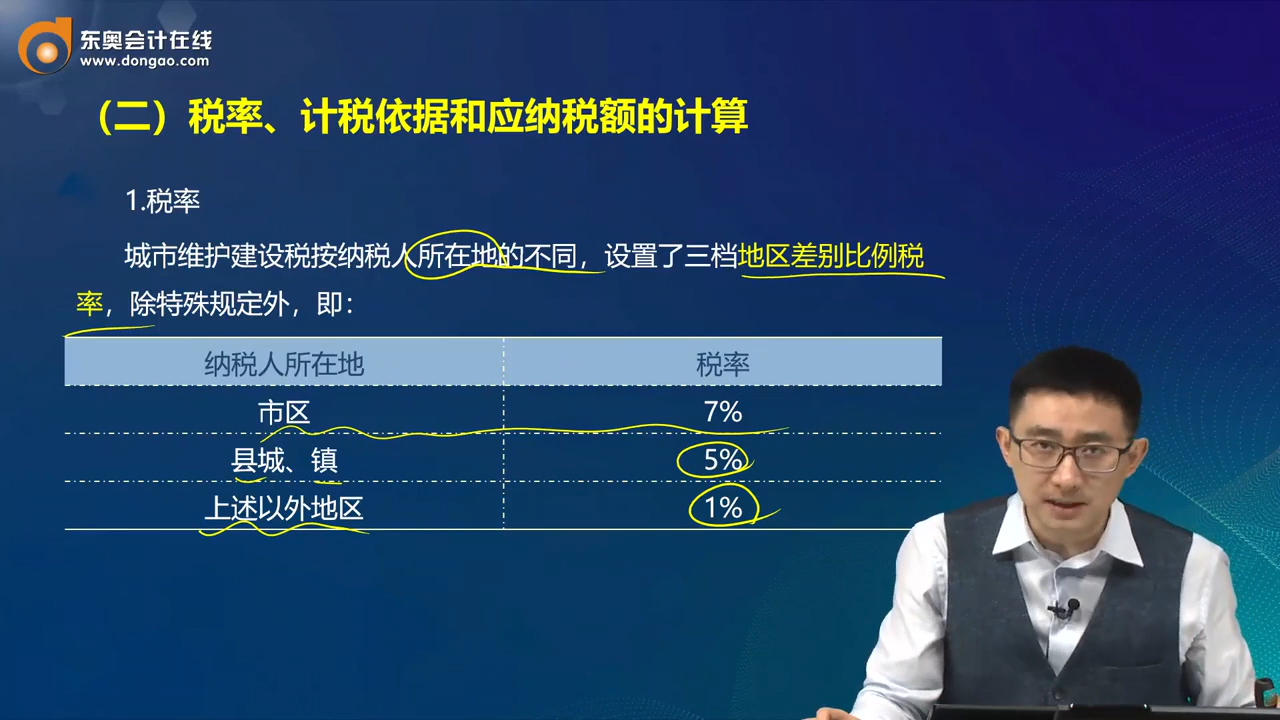 东奥会计在线
www.dongao.com
（二）税率、计税依据和应纳税额的计算
1.税率
城市维护建设税按纳税人所在地的不同，设置了三档地区差别比例税
率，除特殊规定外，即：
纳税人所在地 税率
市区 7%
县城、镇 5%
上述以外地区 1%